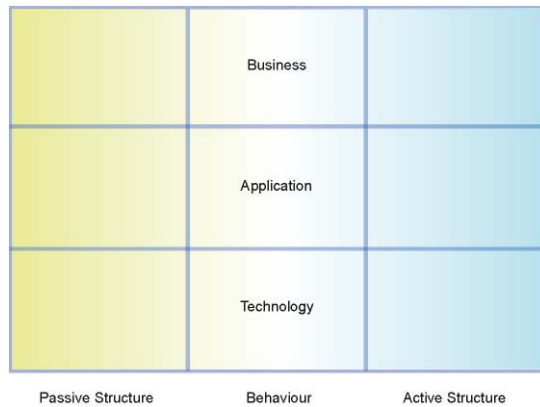 Business
Application
Technology
Passive Structure
Behaviour
Active Structure